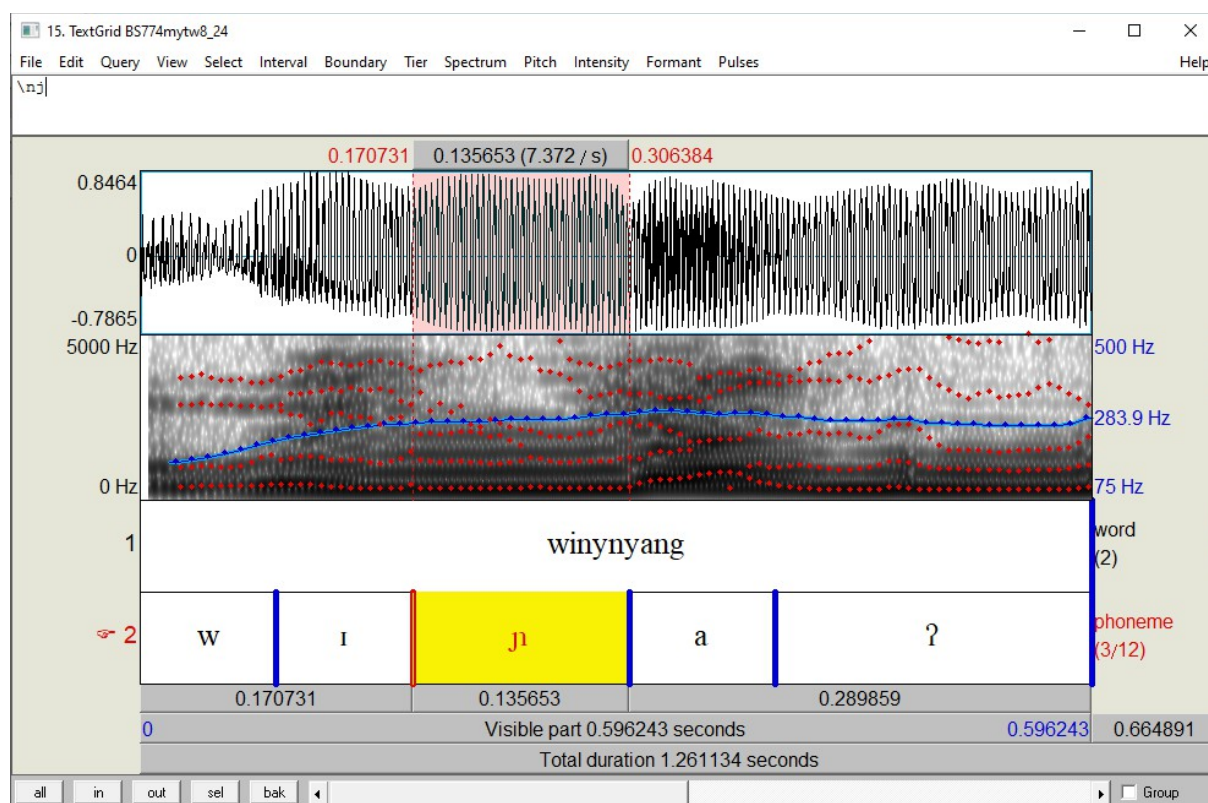 15. TextGrid BS774mytw8_24
File Edit Query View Select Interval Boundary Tier Spectrum Pitch Intensity Formant Pulses Help
\nj
0.170731 0.135653 (7.372 / s) 0.306384
0.8464
0
-0.7865
5000 Hz 500 Hz
283.9 Hz
0 Hz 75 Hz
1 winynyang word
(2)
☞ 2 w ɪ ɲ a ʔ phoneme
(3/12)
0.170731 0.135653 0.289859
0 Visible part 0.596243 seconds 0.596243 0.664891
Total duration 1.261134 seconds
all in out sel bak Group